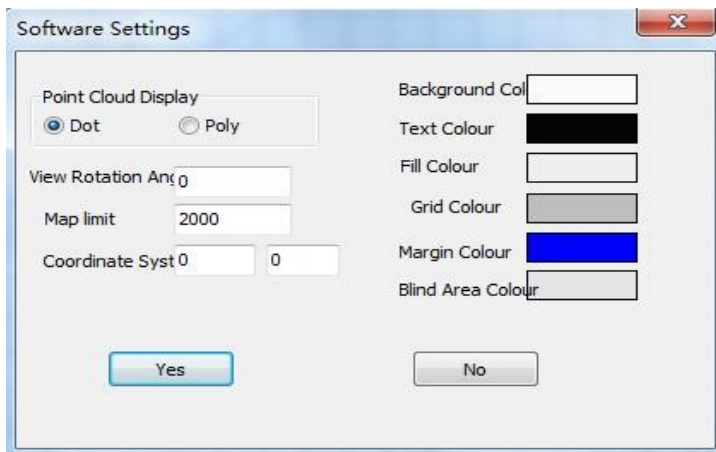 Software Settings
Point Cloud Display
Dot
Poly
View Rotation Ang
0
Map limit
2000
Coordinate Syst
0
0
Background Col
Text Colour
Fill Colour
Grid Colour
Margin Colour
Blind Area Colour
Yes
No